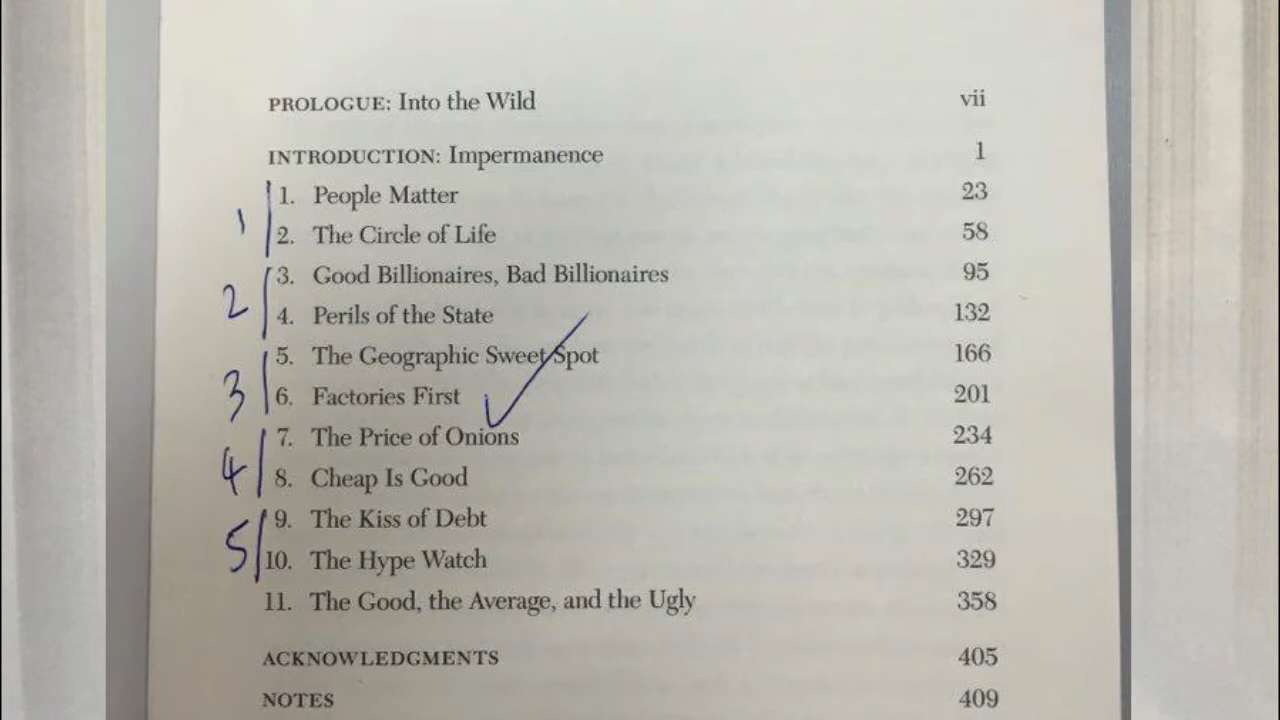 PROLOGUE: Into the Wild vii
INTRODUCTION: Impermanence 1
1. People Matter 23
1
2. The Circle of Life 58
3. Good Billionaires, Bad Billionaires 95
2
4. Perils of the State 132
5. The Geographic Sweet Spot 166
3
6. Factories First 201
7. The Price of Onions 234
4
8. Cheap Is Good 262
9. The Kiss of Debt 297
5
10. The Hype Watch 329
11. The Good, the Average, and the Ugly 358
ACKNOWLEDGMENTS 405
NOTES 409